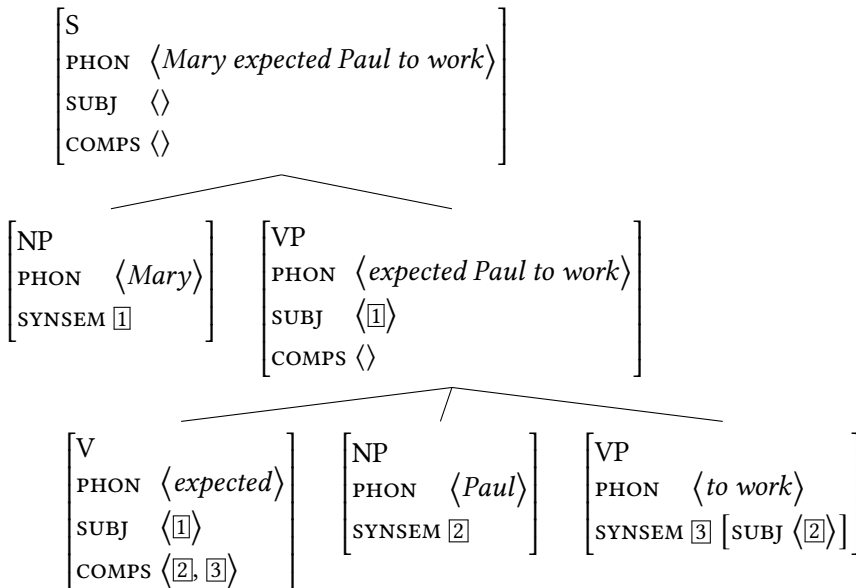 S
PHON ⟨Mary expected Paul to work⟩
SUBJ ⟨⟩
COMPS ⟨⟩
NP
PHON ⟨Mary⟩
SYNSEM 1
VP
PHON ⟨expected Paul to work⟩
SUBJ ⟨1⟩
COMPS ⟨⟩
V
PHON ⟨expected⟩
SUBJ ⟨1⟩
COMPS ⟨2, 3⟩
NP
PHON ⟨Paul⟩
SYNSEM 2
VP
PHON ⟨to work⟩
SYNSEM 3 [SUBJ ⟨2⟩]